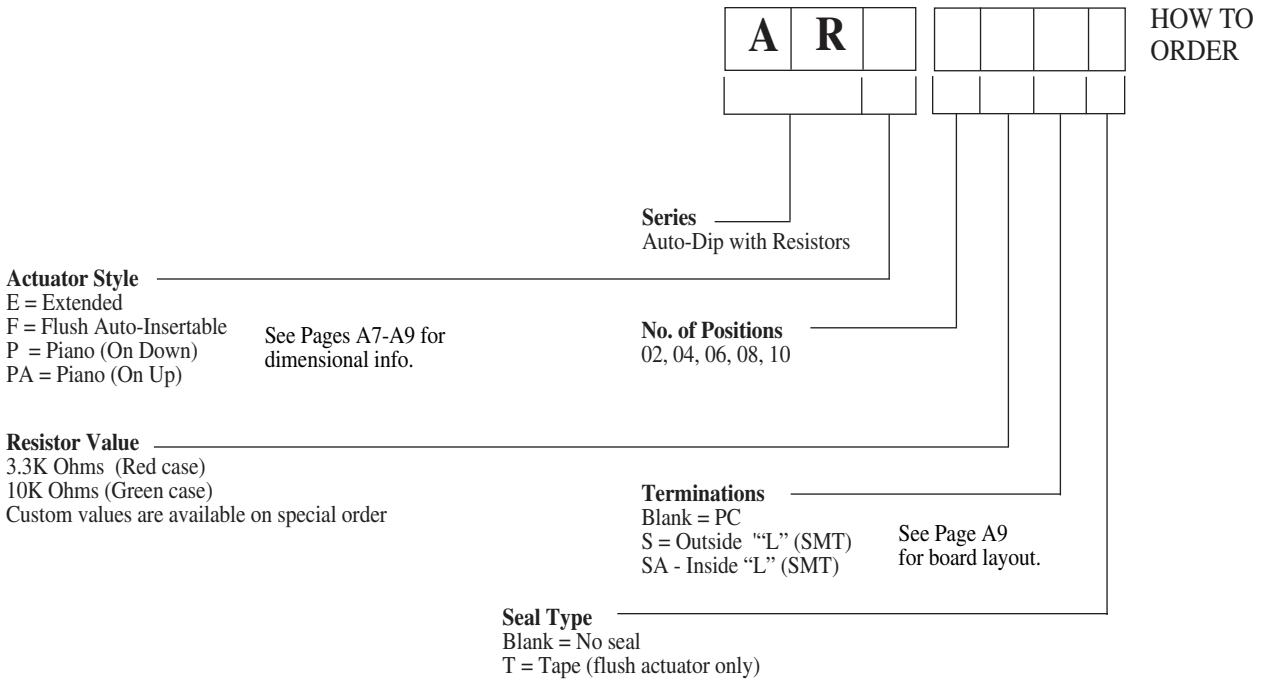 A R
HOW TO
ORDER
Series
Auto-Dip with Resistors
Actuator Style
E = Extended
F = Flush Auto-Insertable
P = Piano (On Down)
PA = Piano (On Up)
See Pages A7-A9 for
dimensional info.
No. of Positions
02, 04, 06, 08, 10
Resistor Value
3.3K Ohms (Red case)
10K Ohms (Green case)
Custom values are available on special order
Terminations
Blank = PC
S = Outside '“L” (SMT)
SA - Inside “L” (SMT)
See Page A9
for board layout.
Seal Type
Blank = No seal
T = Tape (flush actuator only)